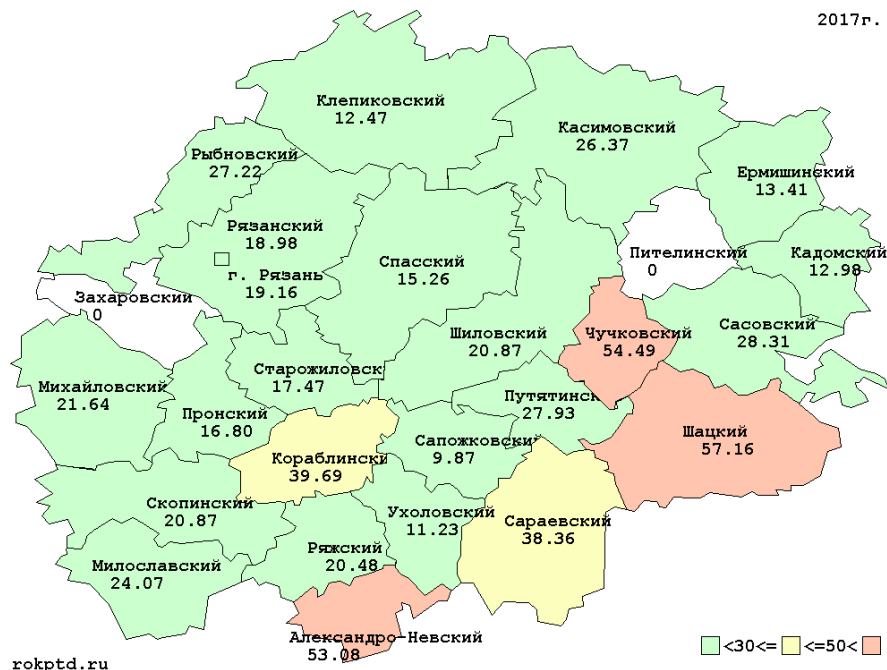 2017г.
Клепиковский
12.47
Касимовский
26.37
Рыбновский
27.22
Ермишинский
13.41
Рязанский
18.98
г. Рязань
19.16
Спасский
15.26
Пителинский
0
Кадомский
12.98
Захаровский
0
Шиловский
20.87
Чучковский
54.49
Сасовский
28.31
Михайловский
21.64
Старожиловск
17.47
Пронский
16.80
Путятинск
27.93
Кораблински
39.69
Сапожковский
9.87
Шацкий
57.16
Скопинский
20.87
Ухоловский
11.23
Сараевский
38.36
Милославский
24.07
Ряжский
20.48
Александро-Невский
53.08
<30<= <=50<
rokptd.ru